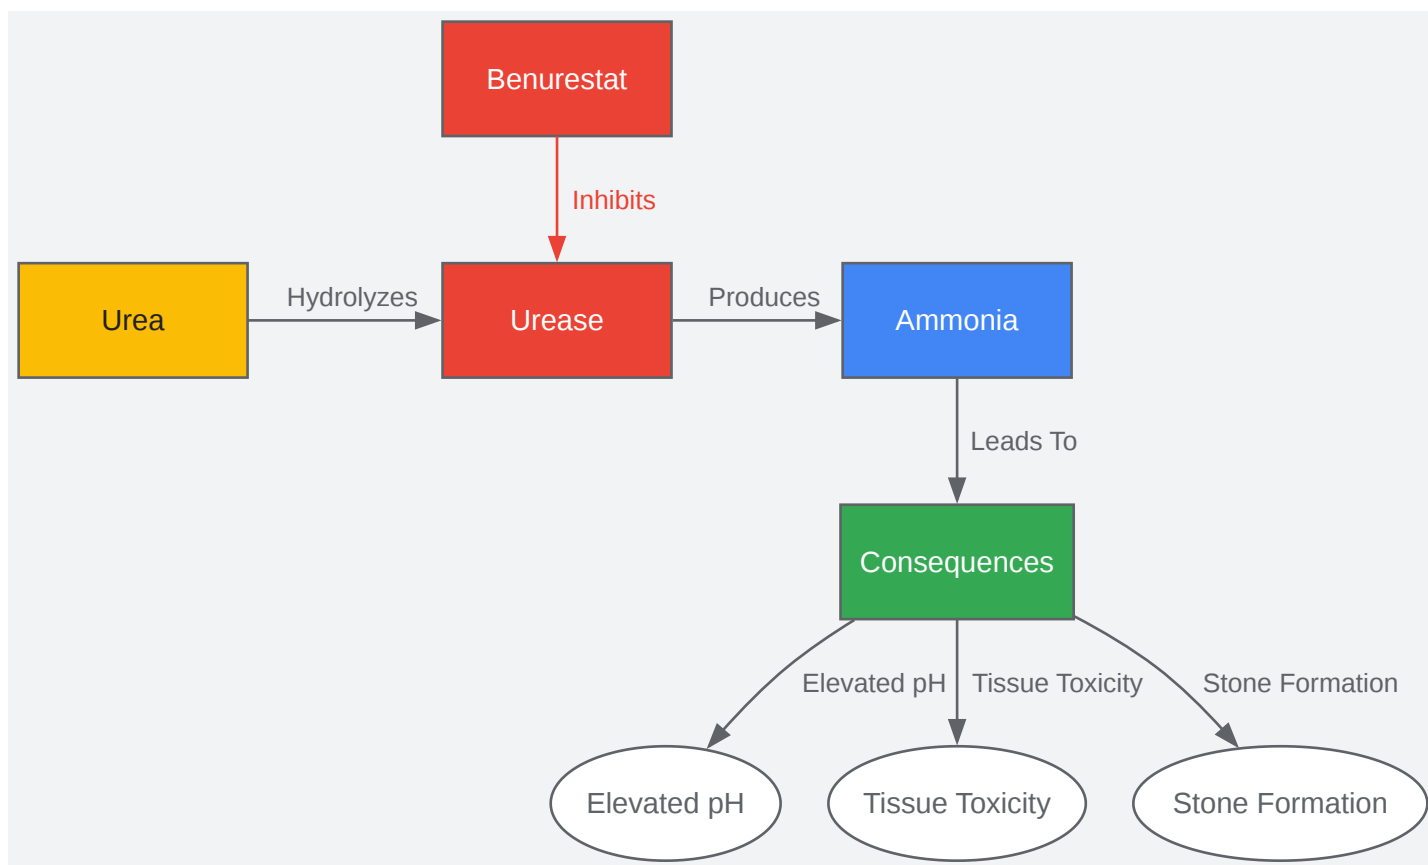 Benurestat
Inhibits
Urea
Hydrolyzes
Urease
Produces
Ammonia
Leads To
Consequences
Elevated pH
Tissue Toxicity
Stone Formation
Elevated pH
Tissue Toxicity
Stone Formation